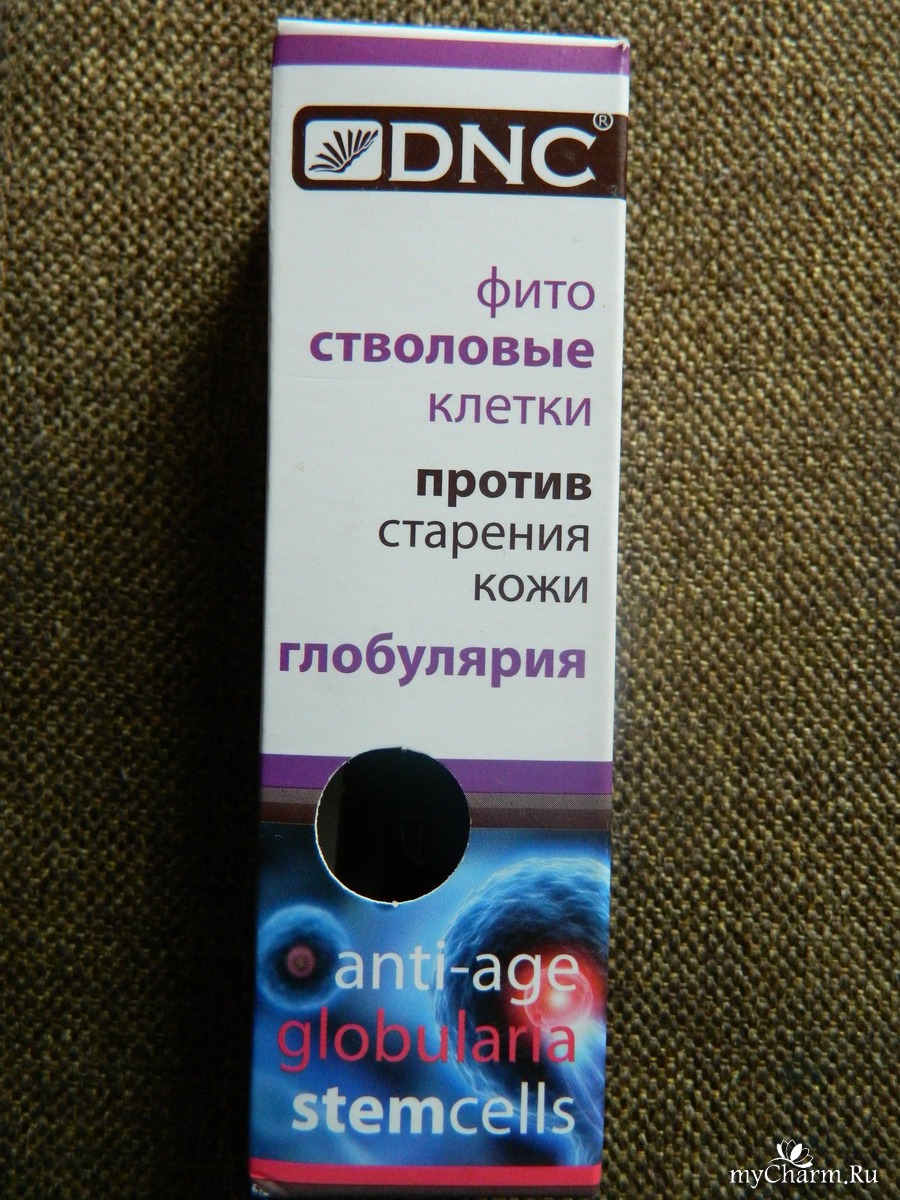 DNC®
фито
стволовые
клетки
против
старения
кожи
глобулярия
anti-age
globularia
stemcells
myCharm.Ru